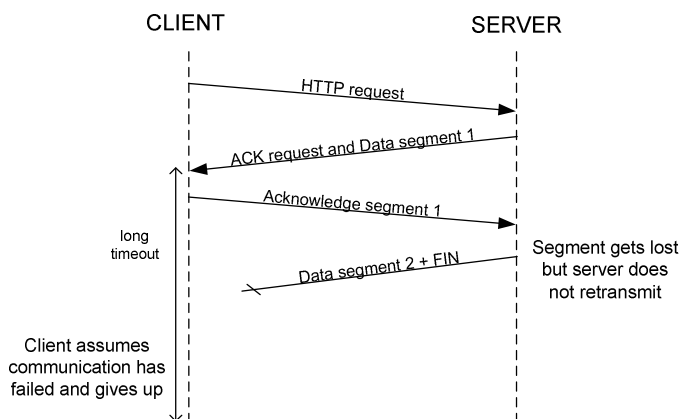 CLIENT
SERVER
HTTP request
ACK request and Data segment 1
Acknowledge segment 1
long
timeout
Data segment 2 + FIN
Segment gets lost
but server does
not retransmit
Client assumes
communication has
failed and gives up